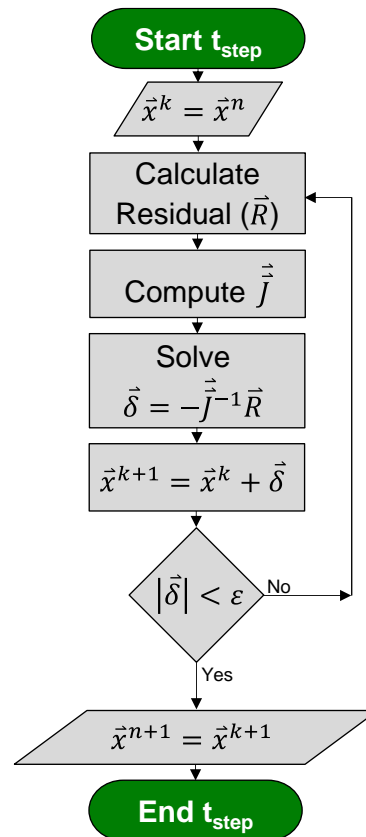 Start t_step
x⃗^k = x⃗^n
Calculate
Residual (R⃗)
Compute J⃗⃗
Solve
δ⃗ = −J⃗⃗^−1 R⃗
x⃗^k+1 = x⃗^k + δ⃗
|δ⃗| < ε
No
Yes
x⃗^n+1 = x⃗^k+1
End t_step